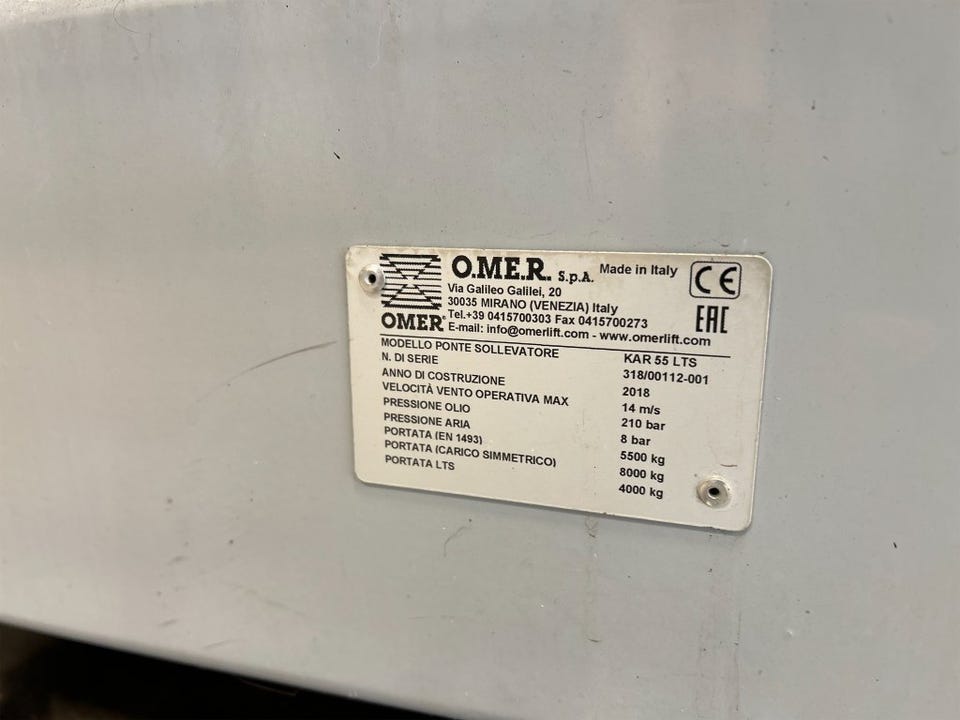 O.ME.R. S.p.A. Made in Italy CE
Via Galileo Galilei, 20
30035 MIRANO (VENEZIA) Italy
Tel.+39 0415700303 Fax 0415700273
E-mail: info@omerlift.com - www.omerlift.com
OMER®
EAC
MODELLO PONTE SOLLEVATORE KAR 55 LTS
N. DI SERIE 318/00112-001
ANNO DI COSTRUZIONE 2018
VELOCITÀ VENTO OPERATIVA MAX 14 m/s
PRESSIONE OLIO 210 bar
PRESSIONE ARIA 8 bar
PORTATA (EN 1493) 5500 kg
PORTATA (CARICO SIMMETRICO) 8000 kg
PORTATA LTS 4000 kg